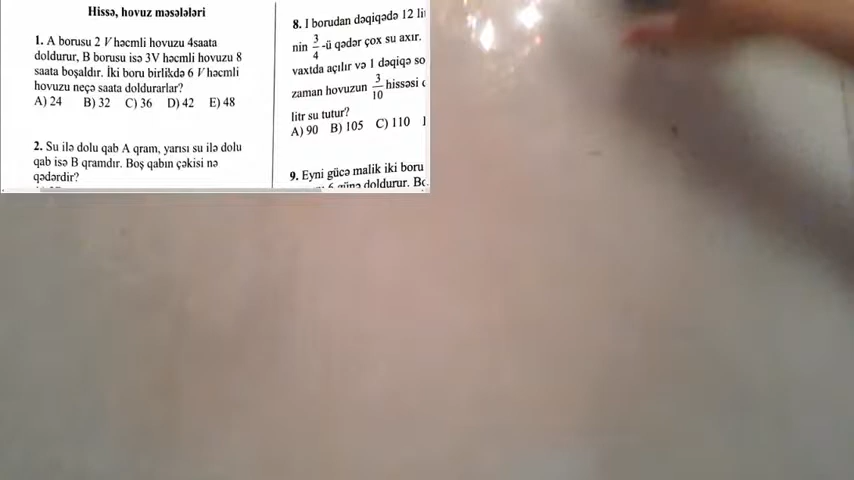 Hissə, hovuz məsələləri
1. A borusu 2 V həcmli hovuzu 4saata
doldurur, B borusu isə 3V həcmli hovuzu 8
saata boşaldır. İki boru birlikdə 6 V həcmli
hovuzu neçə saata doldurarlar?
A) 24 B) 32 C) 36 D) 42 E) 48
2. Su ilə dolu qab A qram, yarısı su ilə dolu
qab isə B qramdır. Boş qabın çəkisi nə
qədərdir?
8. I borudan dəqiqədə 12
nin 3/4 -ü qədər çox su axır.
vaxtda açılır və 1 dəqiqə
zaman hovuzun 3/10 hissəsi
litr su tutur?
A) 90 B) 105 C) 110
9. Eyni gücə malik iki boru
6 günə doldurur.